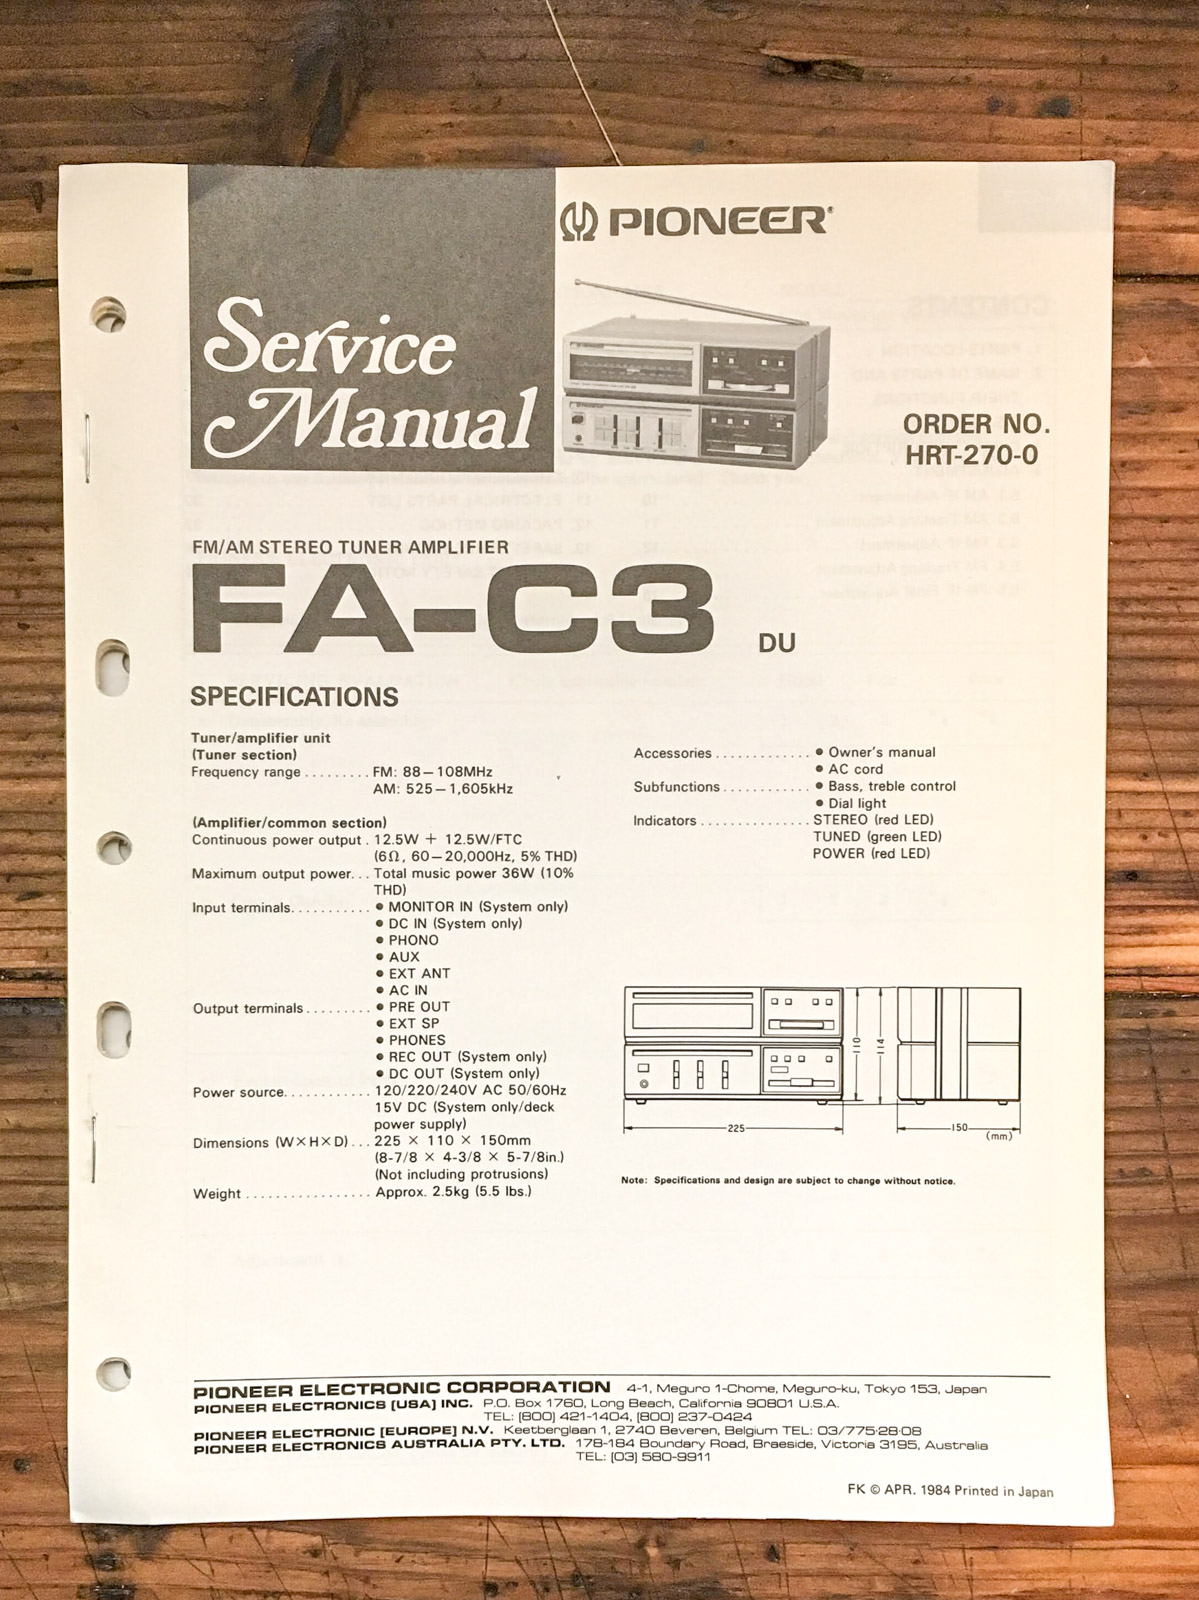 Service
Manual
PIONEER®
ORDER NO.
HRT-270-0
FM/AM STEREO TUNER AMPLIFIER
FA-C3 DU
SPECIFICATIONS
Tuner/amplifier unit
(Tuner section)
Frequency range ......... FM: 88—108MHz
AM: 525—1,605kHz
(Amplifier/common section)
Continuous power output . 12.5W + 12.5W/FTC
(6Ω, 60—20,000Hz, 5% THD)
Maximum output power... Total music power 36W (10%
THD)
Input terminals........... ● MONITOR IN (System only)
● DC IN (System only)
● PHONO
● AUX
● EXT ANT
● AC IN
Output terminals......... ● PRE OUT
● EXT SP
● PHONES
● REC OUT (System only)
● DC OUT (System only)
Power source............ 120/220/240V AC 50/60Hz
15V DC (System only/deck
power supply)
Dimensions (W×H×D)... 225 × 110 × 150mm
(8-7/8 × 4-3/8 × 5-7/8in.)
(Not including protrusions)
Weight ................. Approx. 2.5kg (5.5 lbs.)
Accessories ............. ● Owner's manual
● AC cord
Subfunctions ............ ● Bass, treble control
● Dial light
Indicators ............... STEREO (red LED)
TUNED (green LED)
POWER (red LED)
110
114
225
150
(mm)
Note: Specifications and design are subject to change without notice.
PIONEER ELECTRONIC CORPORATION 4-1, Meguro 1-Chome, Meguro-ku, Tokyo 153, Japan
PIONEER ELECTRONICS [USA] INC. P.O. Box 1760, Long Beach, California 90801 U.S.A.
TEL: [800] 421-1404, [800] 237-0424
PIONEER ELECTRONIC [EUROPE] N.V. Keetberglaan 1, 2740 Beveren, Belgium TEL: 03/775·28·08
PIONEER ELECTRONICS AUSTRALIA PTY. LTD. 178-184 Boundary Road, Braeside, Victoria 3195, Australia
TEL: [03] 580-9911
FK © APR. 1984 Printed in Japan